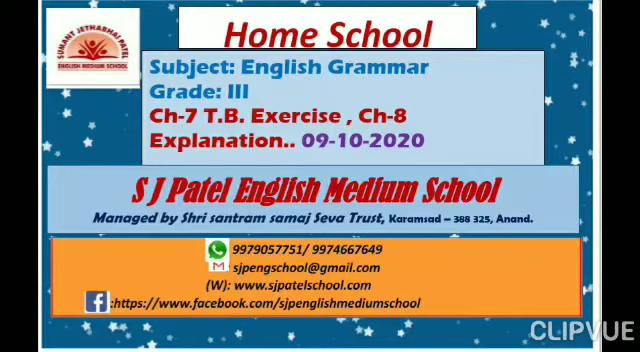 SUMANT JETHABHAI PATEL
ENGLISH MEDIUM SCHOOL
Home School
Subject: English Grammar
Grade: III
Ch-7 T.B. Exercise , Ch-8
Explanation.. 09-10-2020
S J Patel English Medium School
Managed by Shri santram samaj Seva Trust, Karamsad – 388 325, Anand.
9979057751/ 9974667649
sjpengschool@gmail.com
(W): www.sjpatelschool.com
:https://www.facebook.com/sjpenglishmediumschool
CLIPVUE